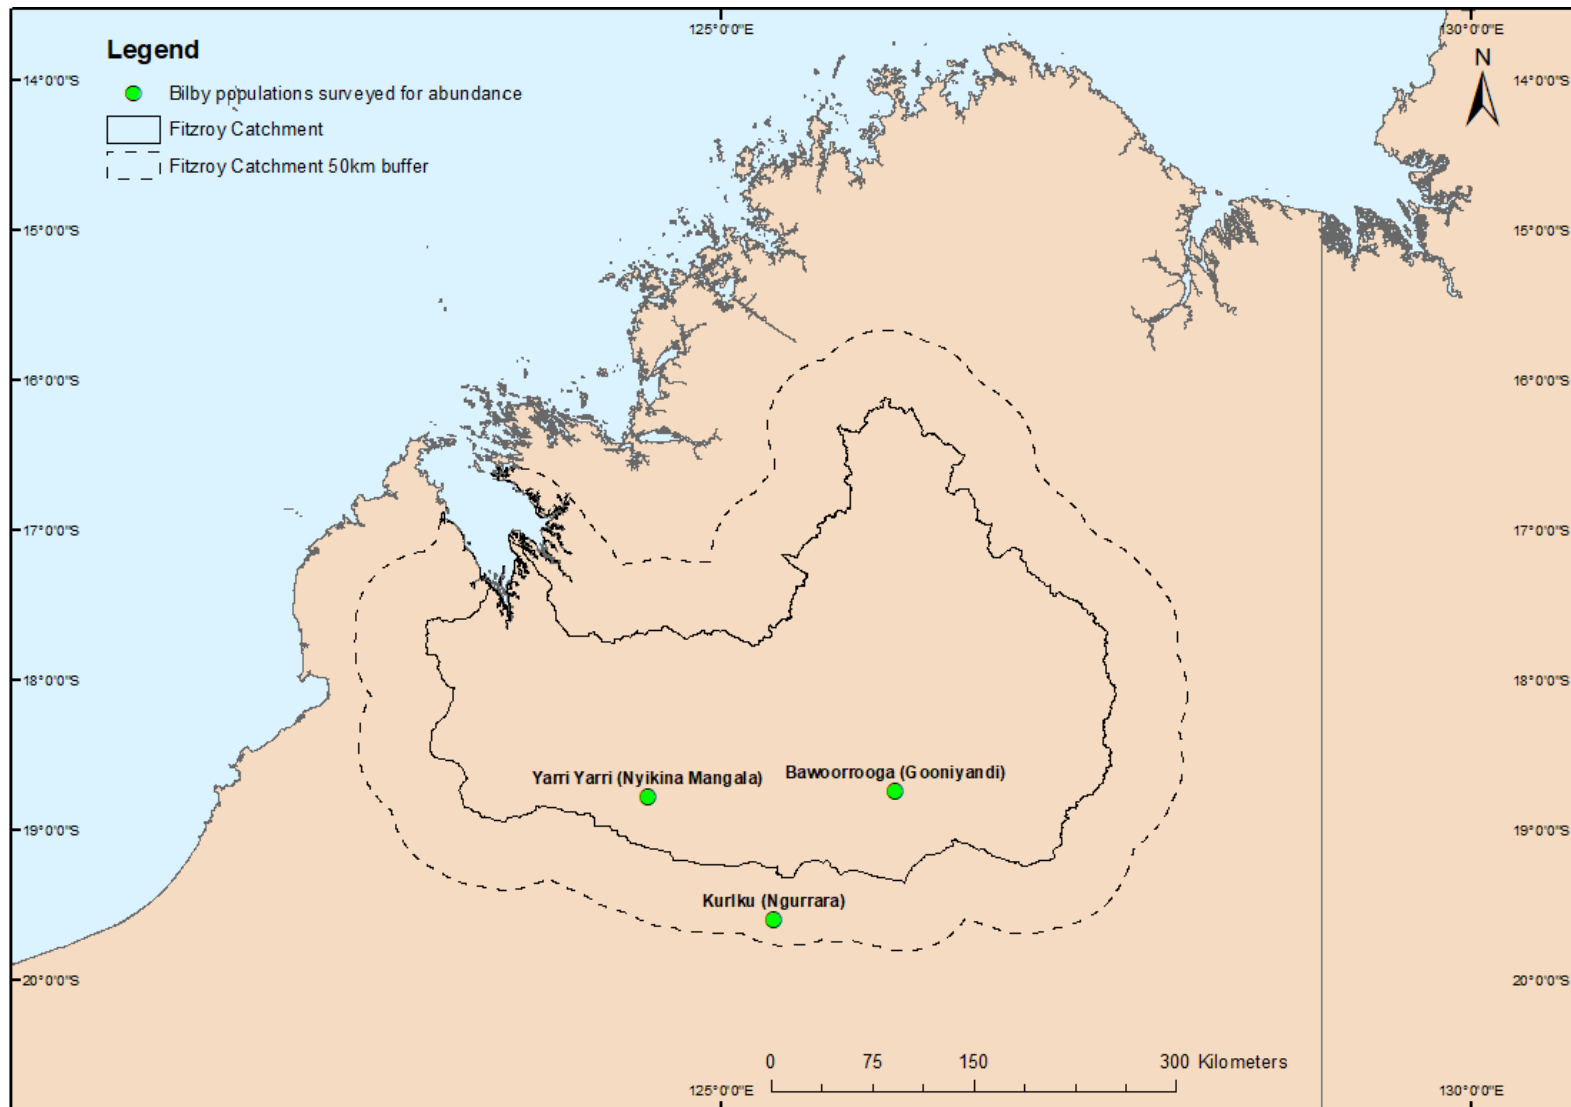 125°0'0"E
130°0'0"E
Legend
Bilby populations surveyed for abundance
Fitzroy Catchment
Fitzroy Catchment 50km buffer
N
14°0'0"S
14°0'0"S
15°0'0"S
15°0'0"S
16°0'0"S
16°0'0"S
17°0'0"S
17°0'0"S
18°0'0"S
18°0'0"S
Yarri Yarri (Nyikina Mangala)
Bawoorrooga (Gooniyandi)
19°0'0"S
19°0'0"S
Kurlku (Ngurrara)
20°0'0"S
20°0'0"S
0 75 150 300 Kilometers
125°0'0"E
130°0'0"E